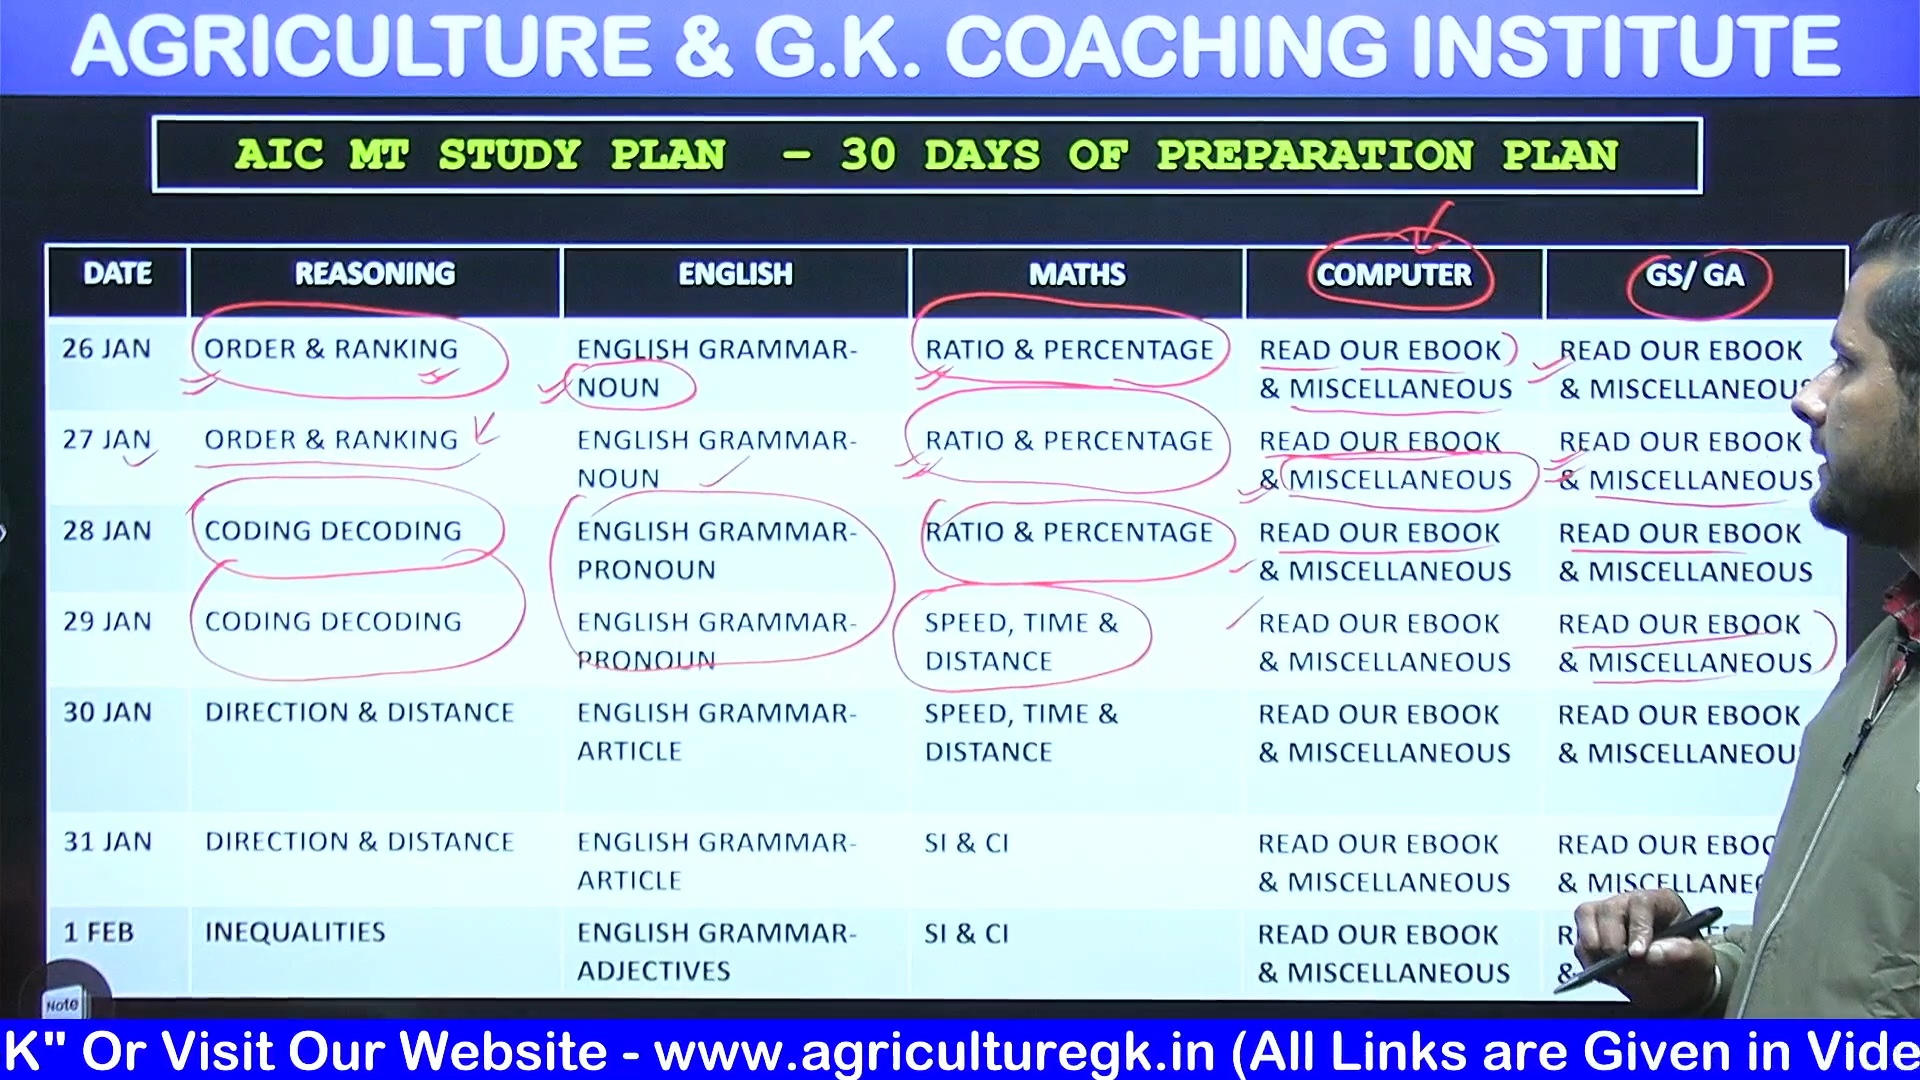 AGRICULTURE & G.K. COACHING INSTITUTE
AIC MT STUDY PLAN – 30 DAYS OF PREPARATION PLAN
DATE REASONING ENGLISH MATHS COMPUTER GS/ GA
26 JAN ORDER & RANKING ENGLISH GRAMMAR- RATIO & PERCENTAGE READ OUR EBOOK READ OUR EBOOK
NOUN & MISCELLANEOUS & MISCELLANEOUS
27 JAN ORDER & RANKING ENGLISH GRAMMAR- RATIO & PERCENTAGE READ OUR EBOOK READ OUR EBOOK
NOUN & MISCELLANEOUS & MISCELLANEOUS
28 JAN CODING DECODING ENGLISH GRAMMAR- RATIO & PERCENTAGE READ OUR EBOOK READ OUR EBOOK
PRONOUN & MISCELLANEOUS & MISCELLANEOUS
29 JAN CODING DECODING ENGLISH GRAMMAR- SPEED, TIME & READ OUR EBOOK READ OUR EBOOK
PRONOUN DISTANCE & MISCELLANEOUS & MISCELLANEOUS
30 JAN DIRECTION & DISTANCE ENGLISH GRAMMAR- SPEED, TIME & READ OUR EBOOK READ OUR EBOOK
ARTICLE DISTANCE & MISCELLANEOUS & MISCELLANEOU
31 JAN DIRECTION & DISTANCE ENGLISH GRAMMAR- SI & CI READ OUR EBOOK READ OUR EBOO
ARTICLE & MISCELLANEOUS & MISCELLANE
1 FEB INEQUALITIES ENGLISH GRAMMAR- SI & CI READ OUR EBOOK
ADJECTIVES & MISCELLANEOUS &
Note
K" Or Visit Our Website - www.agriculturegk.in (All Links are Given in Vide